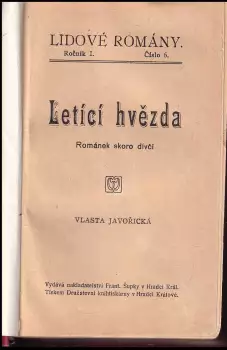 LIDOVÉ ROMÁNY.
Ročník I. Číslo 6.
Letící hvězda
Románek skoro dívčí
VLASTA JAVOŘICKÁ
Vydává nakladatelství Frant. Šupky v Hradci Král.
Tiskem Družstevní knihtiskárny v Hradci Králové.